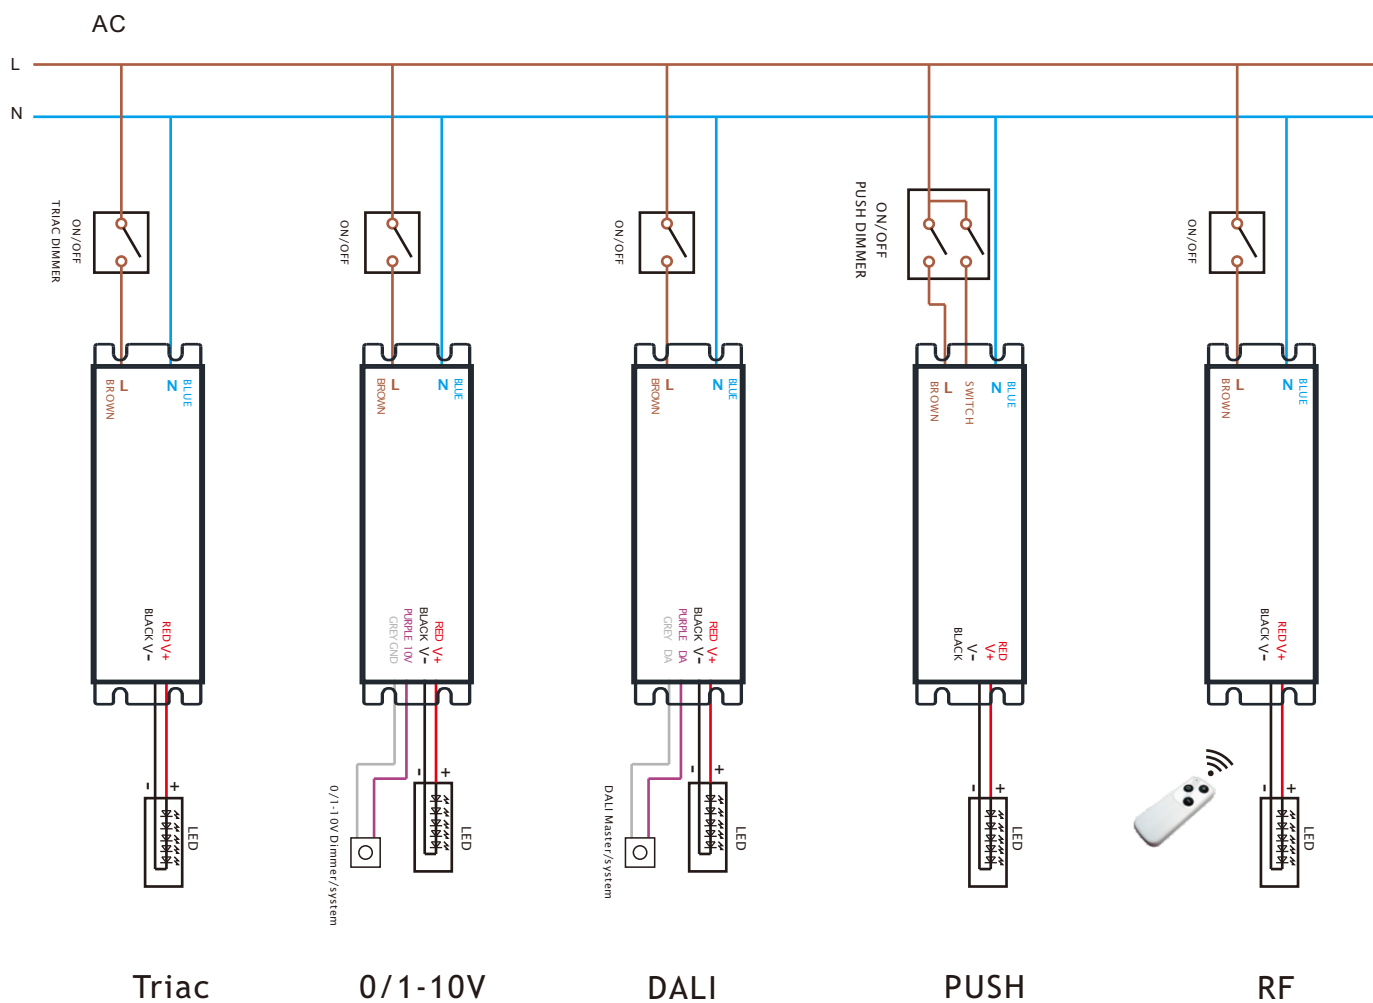 AC
L
N
TRIAC DIMMER
ON/OFF
ON/OFF
ON/OFF
PUSH DIMMER
ON/OFF
ON/OFF
BROWN
L
N
BLUE
BROWN
L
N
BLUE
BROWN
L
N
BLUE
BROWN
L
SWITCH
N
BLUE
BROWN
L
N
BLUE
BLACK V-
RED V+
GREY GND
PURPLE 10V
BLACK V-
RED V+
GREY DA
PURPLE DA
BLACK V-
RED V+
BLACK
V-
V+
RED
BLACK V-
RED V+
- +
LED
0/1-10V Dimmer/system
- +
LED
DALI Master/system
- +
LED
- +
LED
- +
LED
Triac
0/1-10V
DALI
PUSH
RF